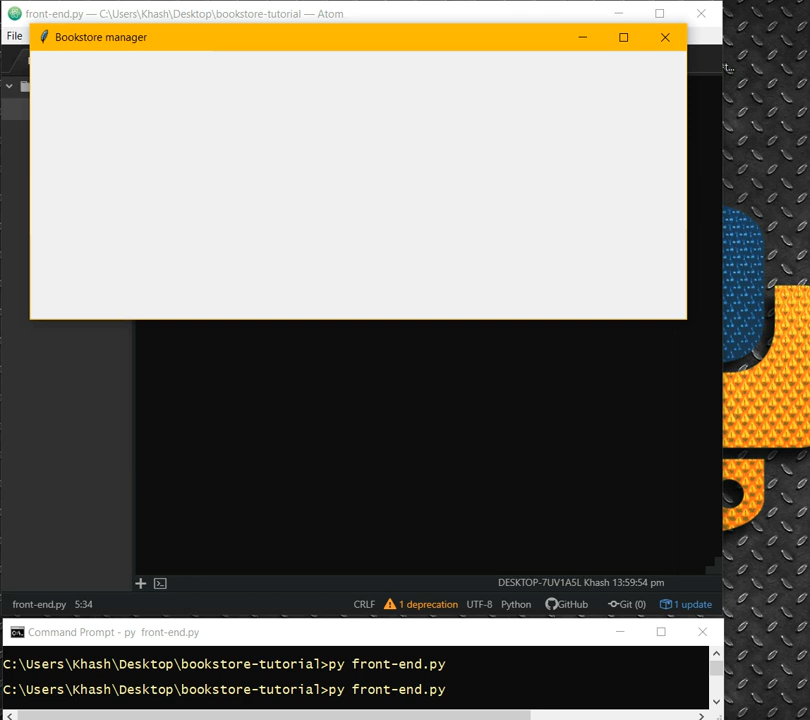 front-end.py — C:\Users\Khash\Desktop\bookstore-tutorial — Atom
File
Bookstore manager
DESKTOP-7UV1A5L Khash 13:59:54 pm
front-end.py 5:34 CRLF 1 deprecation UTF-8 Python GitHub Git (0) 1 update
Command Prompt - py front-end.py
C:\Users\Khash\Desktop\bookstore-tutorial>py front-end.py
C:\Users\Khash\Desktop\bookstore-tutorial>py front-end.py